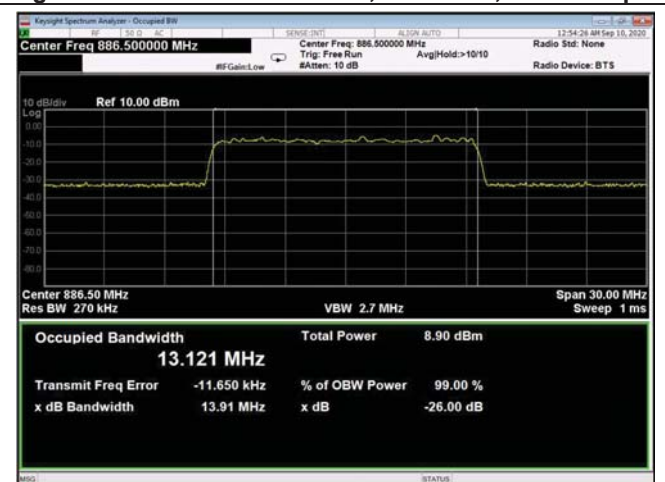 Keysight Spectrum Analyzer - Occupied BW
RF 50 Ω AC SENSE:INT ALIGN AUTO 12:54:26 AM Sep 10, 2020
Center Freq 886.500000 MHz Center Freq: 886.500000 MHz Radio Std: None
Trig: Free Run Avg|Hold:>10/10
#IFGain:Low #Atten: 10 dB Radio Device: BTS
10 dB/div Ref 10.00 dBm
Log
0.00
-10.0
-20.0
-30.0
-40.0
-50.0
-60.0
-70.0
-80.0
Center 886.50 MHz Span 30.00 MHz
Res BW 270 kHz VBW 2.7 MHz Sweep 1 ms
Occupied Bandwidth Total Power 8.90 dBm
13.121 MHz
Transmit Freq Error -11.650 kHz % of OBW Power 99.00 %
x dB Bandwidth 13.91 MHz x dB -26.00 dB
MSG STATUS